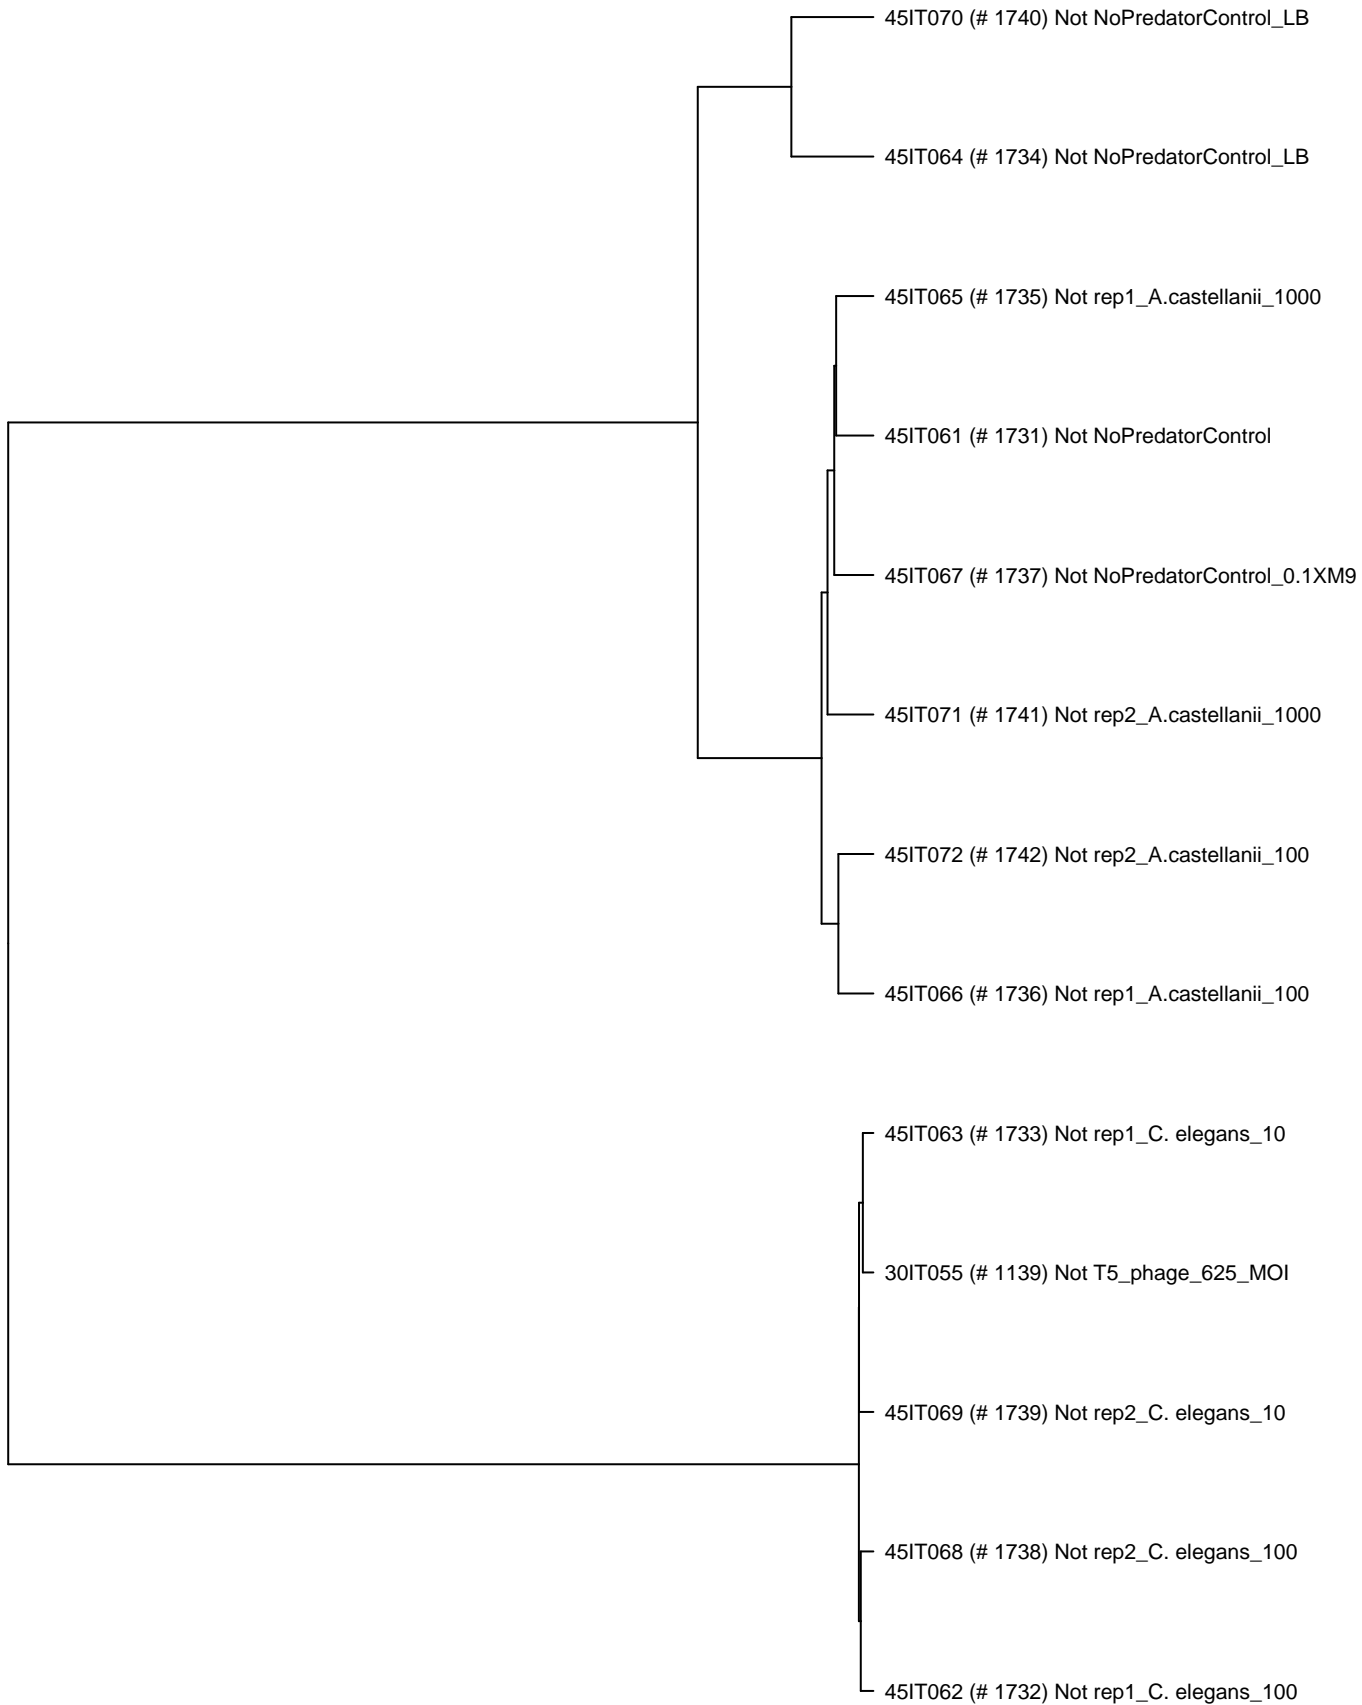 45IT070 (# 1740) Not NoPredatorControl_LB
45IT064 (# 1734) Not NoPredatorControl_LB
45IT065 (# 1735) Not rep1_A.castellanii_1000
45IT061 (# 1731) Not NoPredatorControl
45IT067 (# 1737) Not NoPredatorControl_0.1XM9
45IT071 (# 1741) Not rep2_A.castellanii_1000
45IT072 (# 1742) Not rep2_A.castellanii_100
45IT066 (# 1736) Not rep1_A.castellanii_100
45IT063 (# 1733) Not rep1_C. elegans_10
30IT055 (# 1139) Not T5_phage_625_MOI
45IT069 (# 1739) Not rep2_C. elegans_10
45IT068 (# 1738) Not rep2_C. elegans_100
45IT062 (# 1732) Not rep1_C. elegans_100